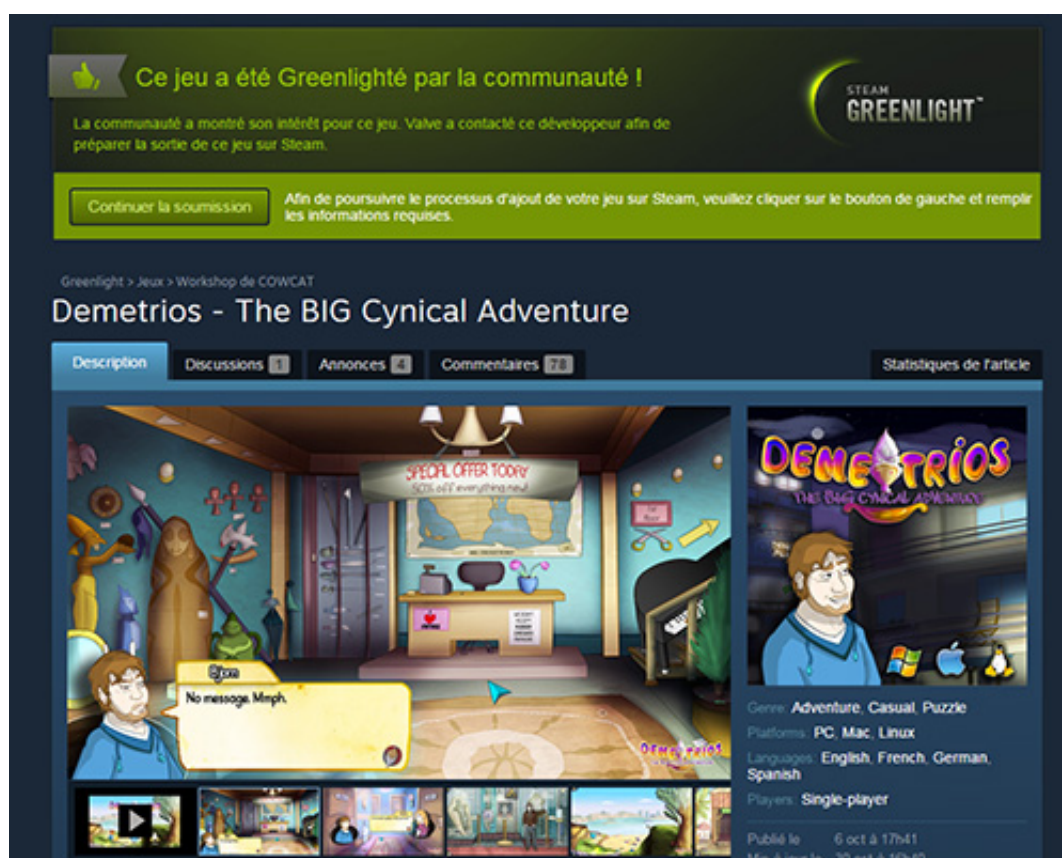 Ce jeu a été Greenlighté par la communauté !
STEAM
GREENLIGHT™
La communauté a montré son intérêt pour ce jeu. Valve a contacté ce développeur afin de
préparer la sortie de ce jeu sur Steam.
Continuer la soumission
Afin de poursuivre le processus d'ajout de votre jeu sur Steam, veuillez cliquer sur le bouton de gauche et remplir
les informations requises.
Greenlight > Jeux > Workshop de COWCAT
Demetrios - The BIG Cynical Adventure
Description
Discussions 1
Annonces 4
Commentaires 78
Statistiques de l'article
SPECIAL OFFER TODAY
50% off everything new!
DEMETRIOS
THE BIG CYNICAL ADVENTURE
Bjorn
No message. Mmph.
DEMETRIOS
Genre: Adventure, Casual, Puzzle
Platforms: PC, Mac, Linux
Languages: English, French, German,
Spanish
Players: Single-player
Publié le 6 oct à 17h41